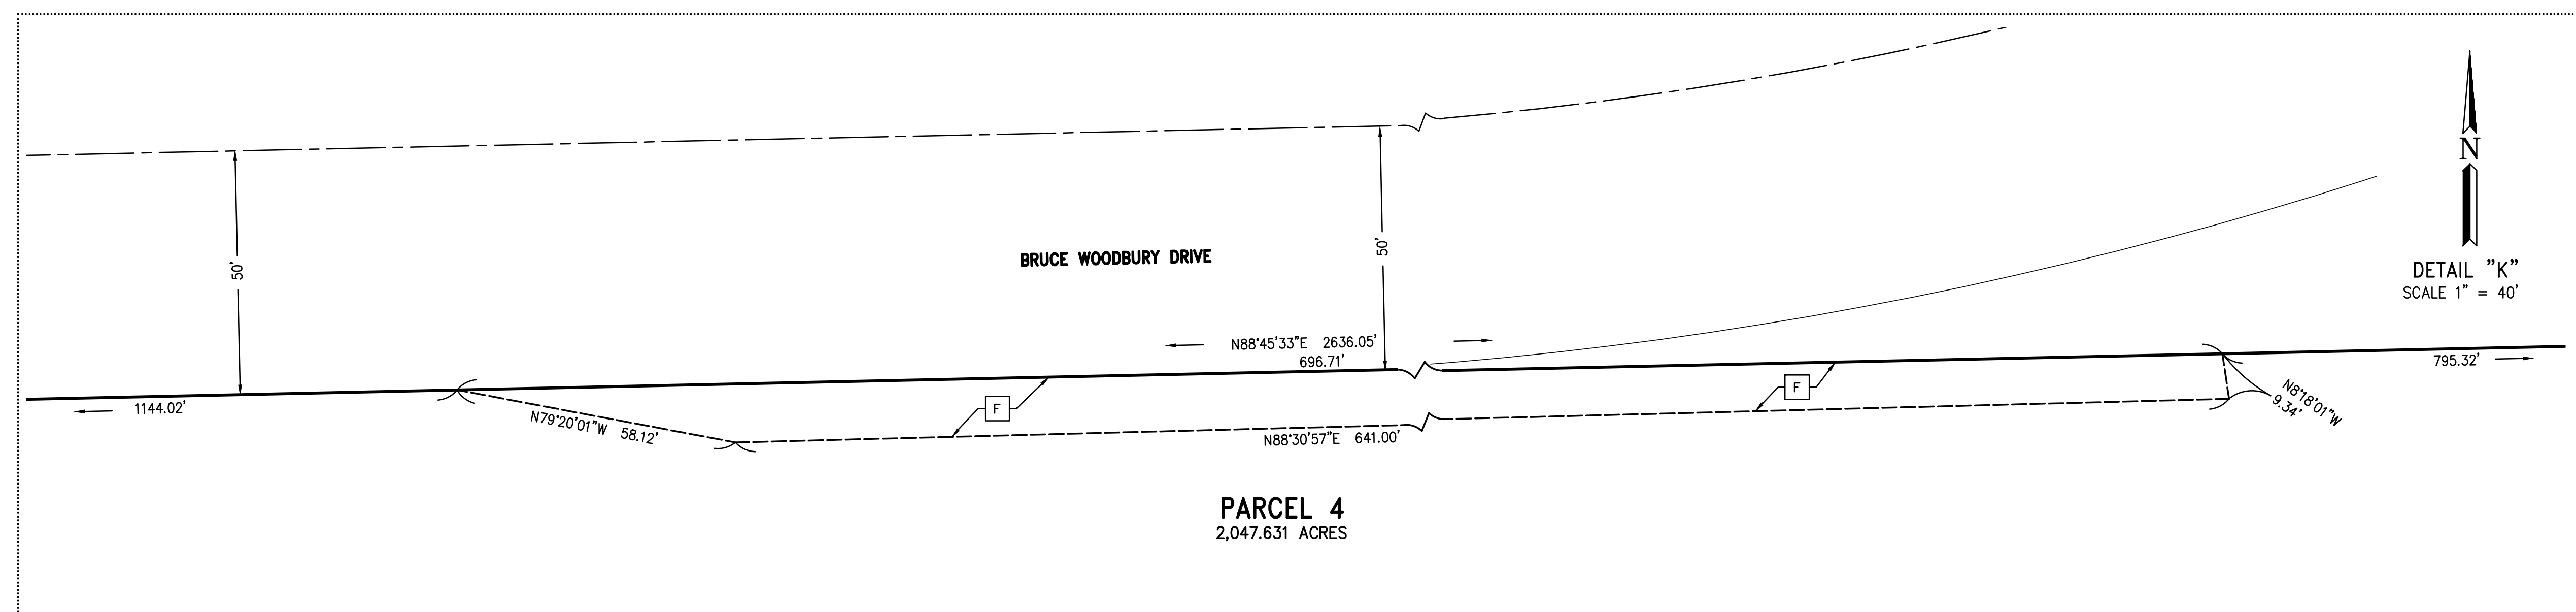 N
DETAIL "K"
SCALE 1" = 40'
50'
50'
BRUCE WOODBURY DRIVE
N88°45'33"E 2636.05'
696.71'
795.32'
1144.02'
F
F
N79°20'01"W 58.12'
N88°30'57"E 641.00'
N8°18'01"W
9.34'
PARCEL 4
2,047.631 ACRES